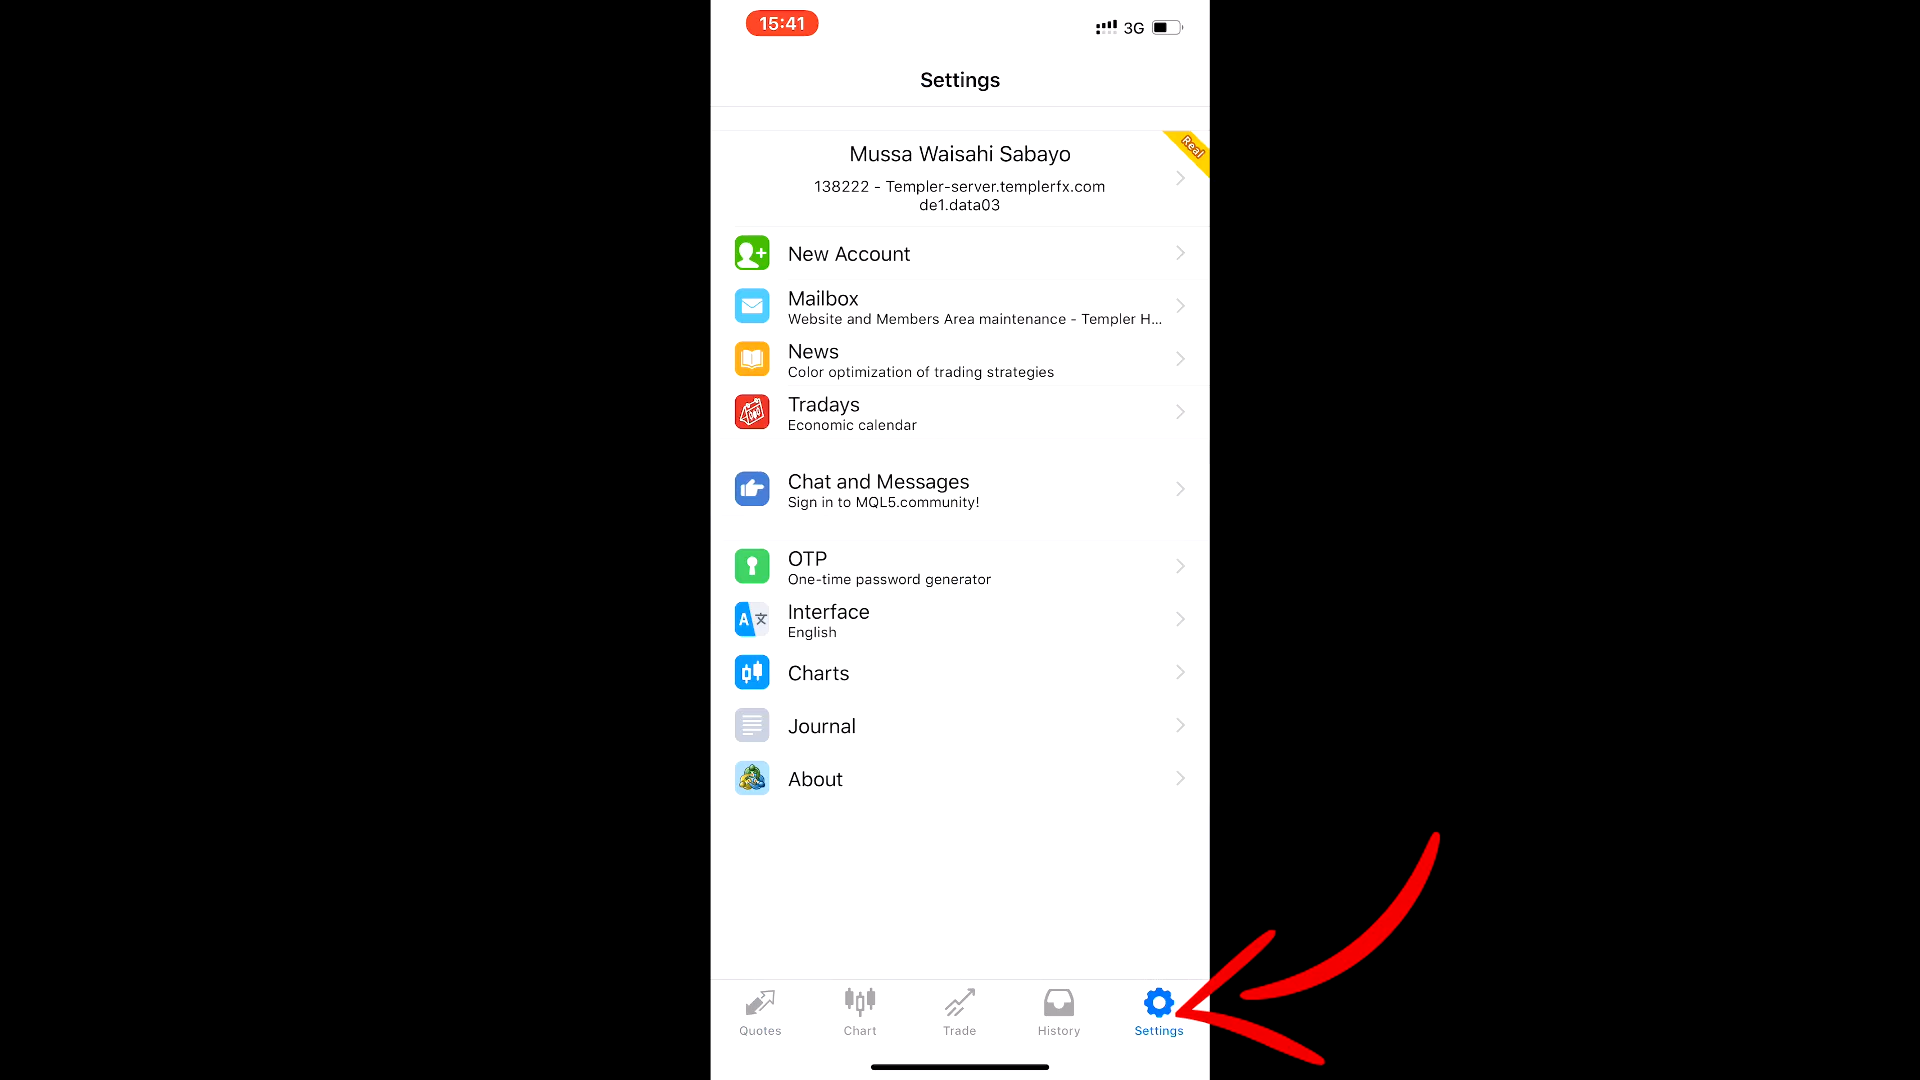 15:41
3G
Settings
Real
Mussa Waisahi Sabayo
138222 - Templer-server.templerfx.com
de1.data03
New Account
Mailbox
Website and Members Area maintenance - Templer H...
News
Color optimization of trading strategies
Tradays
Economic calendar
Chat and Messages
Sign in to MQL5.community!
OTP
One-time password generator
A文
Interface
English
Charts
Journal
About
Quotes
Chart
Trade
History
Settings